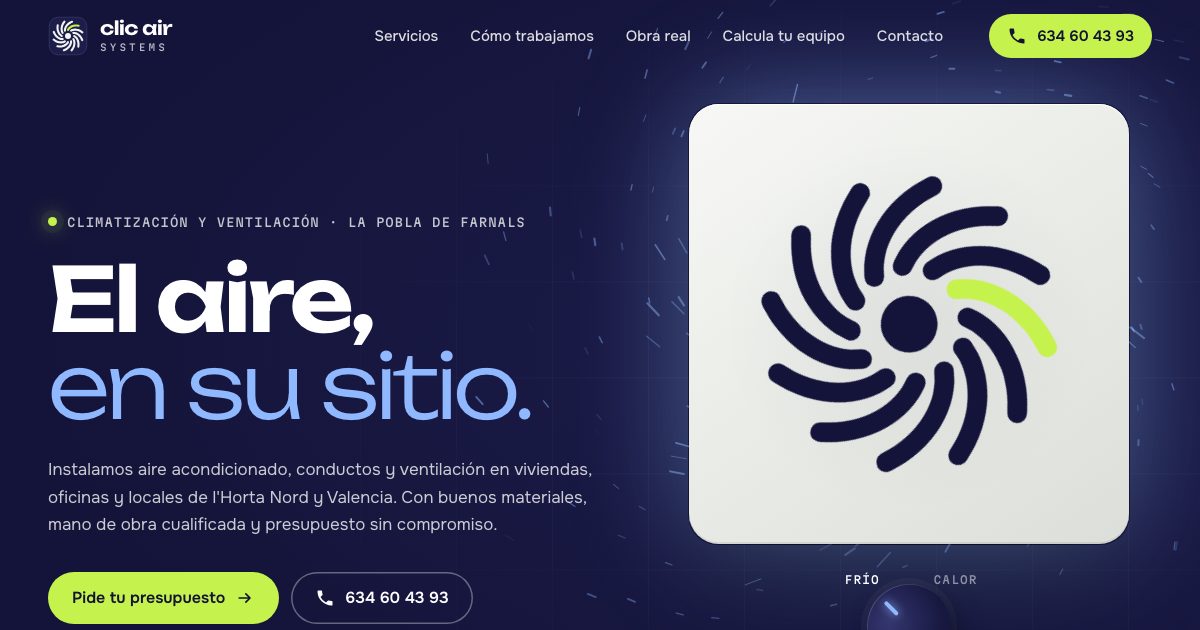 clic air
SYSTEMS
Servicios
Cómo trabajamos
Obra real
Calcula tu equipo
Contacto
634 60 43 93
CLIMATIZACIÓN Y VENTILACIÓN · LA POBLA DE FARNALS
El aire,
en su sitio.
Instalamos aire acondicionado, conductos y ventilación en viviendas,
oficinas y locales de l'Horta Nord y Valencia. Con buenos materiales,
mano de obra cualificada y presupuesto sin compromiso.
Pide tu presupuesto →
634 60 43 93
FRÍO
CALOR